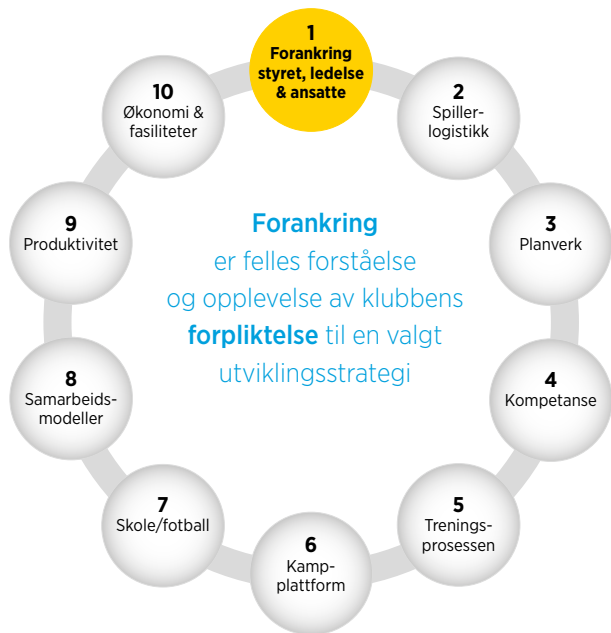 1
Forankring
styret, ledelse
& ansatte
2
Spiller-
logistikk
3
Planverk
4
Kompetanse
5
Trenings-
prosessen
6
Kamp-
plattform
7
Skole/fotball
8
Samarbeids-
modeller
9
Produktivitet
10
Økonomi &
fasiliteter
Forankring
er felles forståelse
og opplevelse av klubbens
forpliktelse til en valgt
utviklingsstrategi